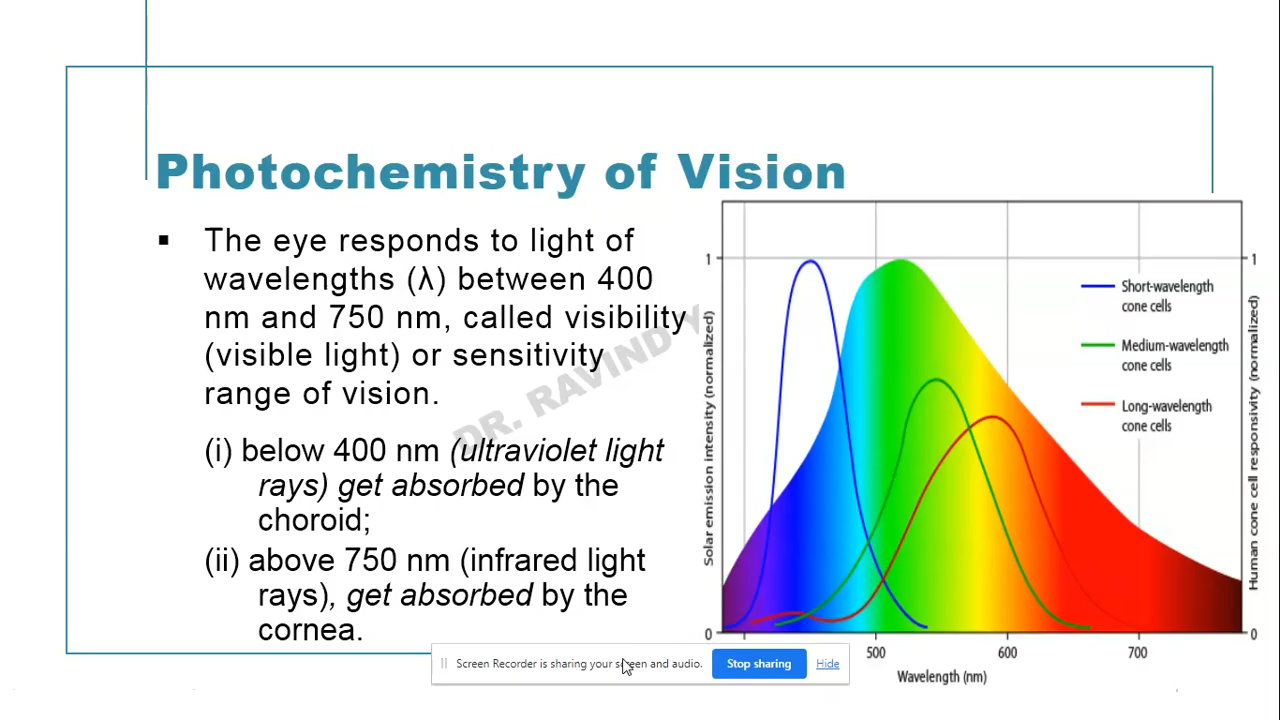 Photochemistry of Vision
▪ The eye responds to light of
wavelengths (λ) between 400
nm and 750 nm, called visibility
(visible light) or sensitivity
range of vision.
(i) below 400 nm (ultraviolet light
rays) get absorbed by the
choroid;
(ii) above 750 nm (infrared light
rays), get absorbed by the
cornea.
DR. RAVIND Y
Solar emission intensity (normalized)
1
0
Short-wavelength
cone cells
Medium-wavelength
cone cells
Long-wavelength
cone cells
1
0
Human cone cell responsivity (normalized)
500 600 700
Wavelength (nm)
Screen Recorder is sharing your screen and audio. Stop sharing Hide